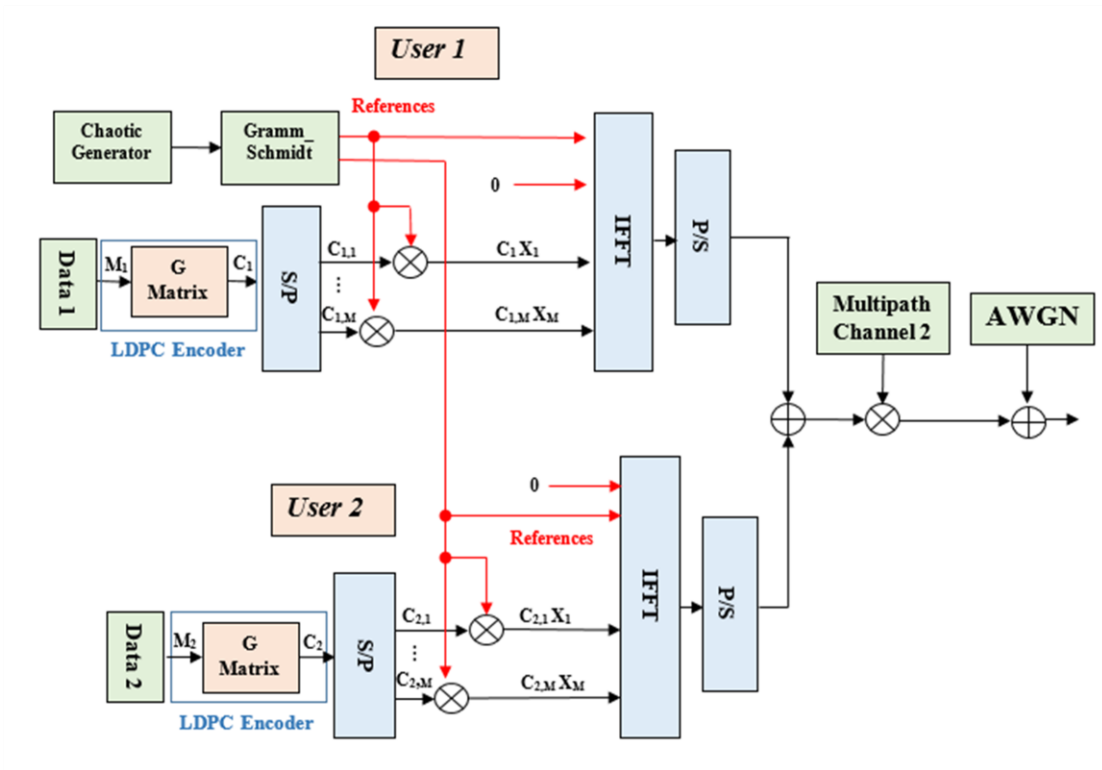 User 1
References
Chaotic
Generator
Gramm_
Schmidt
0
IFFT
P/S
Data 1
M1
G
Matrix
C1
LDPC Encoder
S/P
C1,1
...
C1,M
C1 X1
C1,M XM
Multipath
Channel 2
AWGN
User 2
0
References
IFFT
P/S
Data 2
M2
G
Matrix
C2
LDPC Encoder
S/P
C2,1
...
C2,M
C2,1 X1
C2,M XM